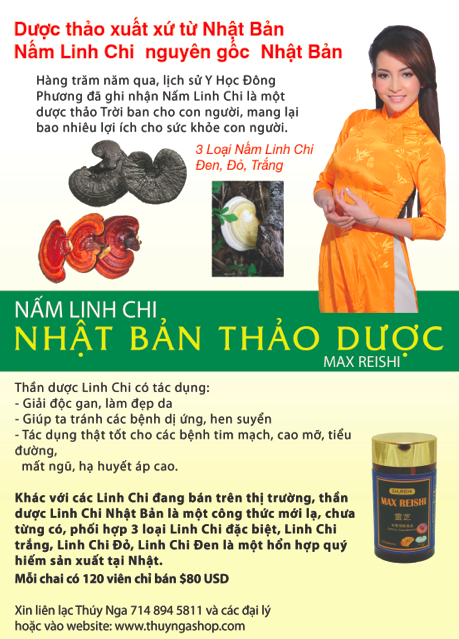 Dược thảo xuất xứ từ Nhật Bản
Nấm Linh Chi nguyên gốc Nhật Bản
Hàng trăm năm qua, lịch sử Y Học Đông
Phương đã ghi nhận Nấm Linh Chi là một
dược thảo Trời ban cho con người, mang lại
bao nhiêu lợi ích cho sức khỏe con người.
3 Loại Nấm Linh Chi
Đen, Đỏ, Trắng
NẤM LINH CHI
NHẬT BẢN THẢO DƯỢC
MAX REISHI
Thần dược Linh Chi có tác dụng:
- Giải độc gan, làm đẹp da
- Giúp ta tránh các bệnh dị ứng, hen suyển
- Tác dụng thật tốt cho các bệnh tim mạch, cao mỡ, tiểu
đường,
mất ngũ, hạ huyết áp cao.
Khác với các Linh Chi đang bán trên thị trường, thần
dược Linh Chi Nhật Bản là một công thức mới lạ, chưa
từng có, phối hợp 3 loại Linh Chi đặc biệt, Linh Chi
trắng, Linh Chi Đỏ, Linh Chi Đen là một hổn hợp quý
hiếm sản xuất tại Nhật.
Mỗi chai có 120 viên chỉ bán $80 USD
MAX REISHI
靈芝
Xin liên lạc Thúy Nga 714 894 5811 và các đại lý
hoặc vào website: www.thuyngashop.com